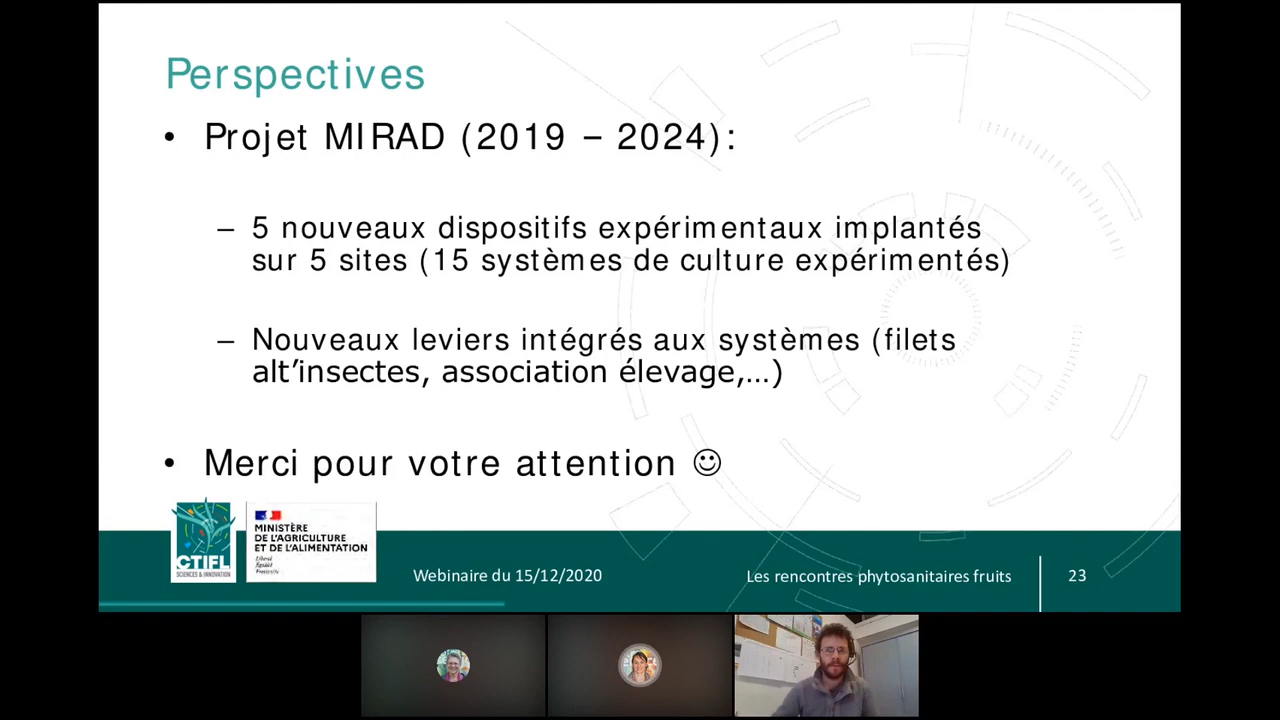 Perspectives
• Projet MIRAD (2019 – 2024):
– 5 nouveaux dispositifs expérimentaux implantés
sur 5 sites (15 systèmes de culture expérimentés)
– Nouveaux leviers intégrés aux systèmes (filets
alt’insectes, association élevage,...)
• Merci pour votre attention ☺
CTIFL
SCIENCES & INNOVATION
MINISTÈRE
DE L'AGRICULTURE
ET DE L'ALIMENTATION
Liberté
Égalité
Fraternité
Webinaire du 15/12/2020
Les rencontres phytosanitaires fruits
23